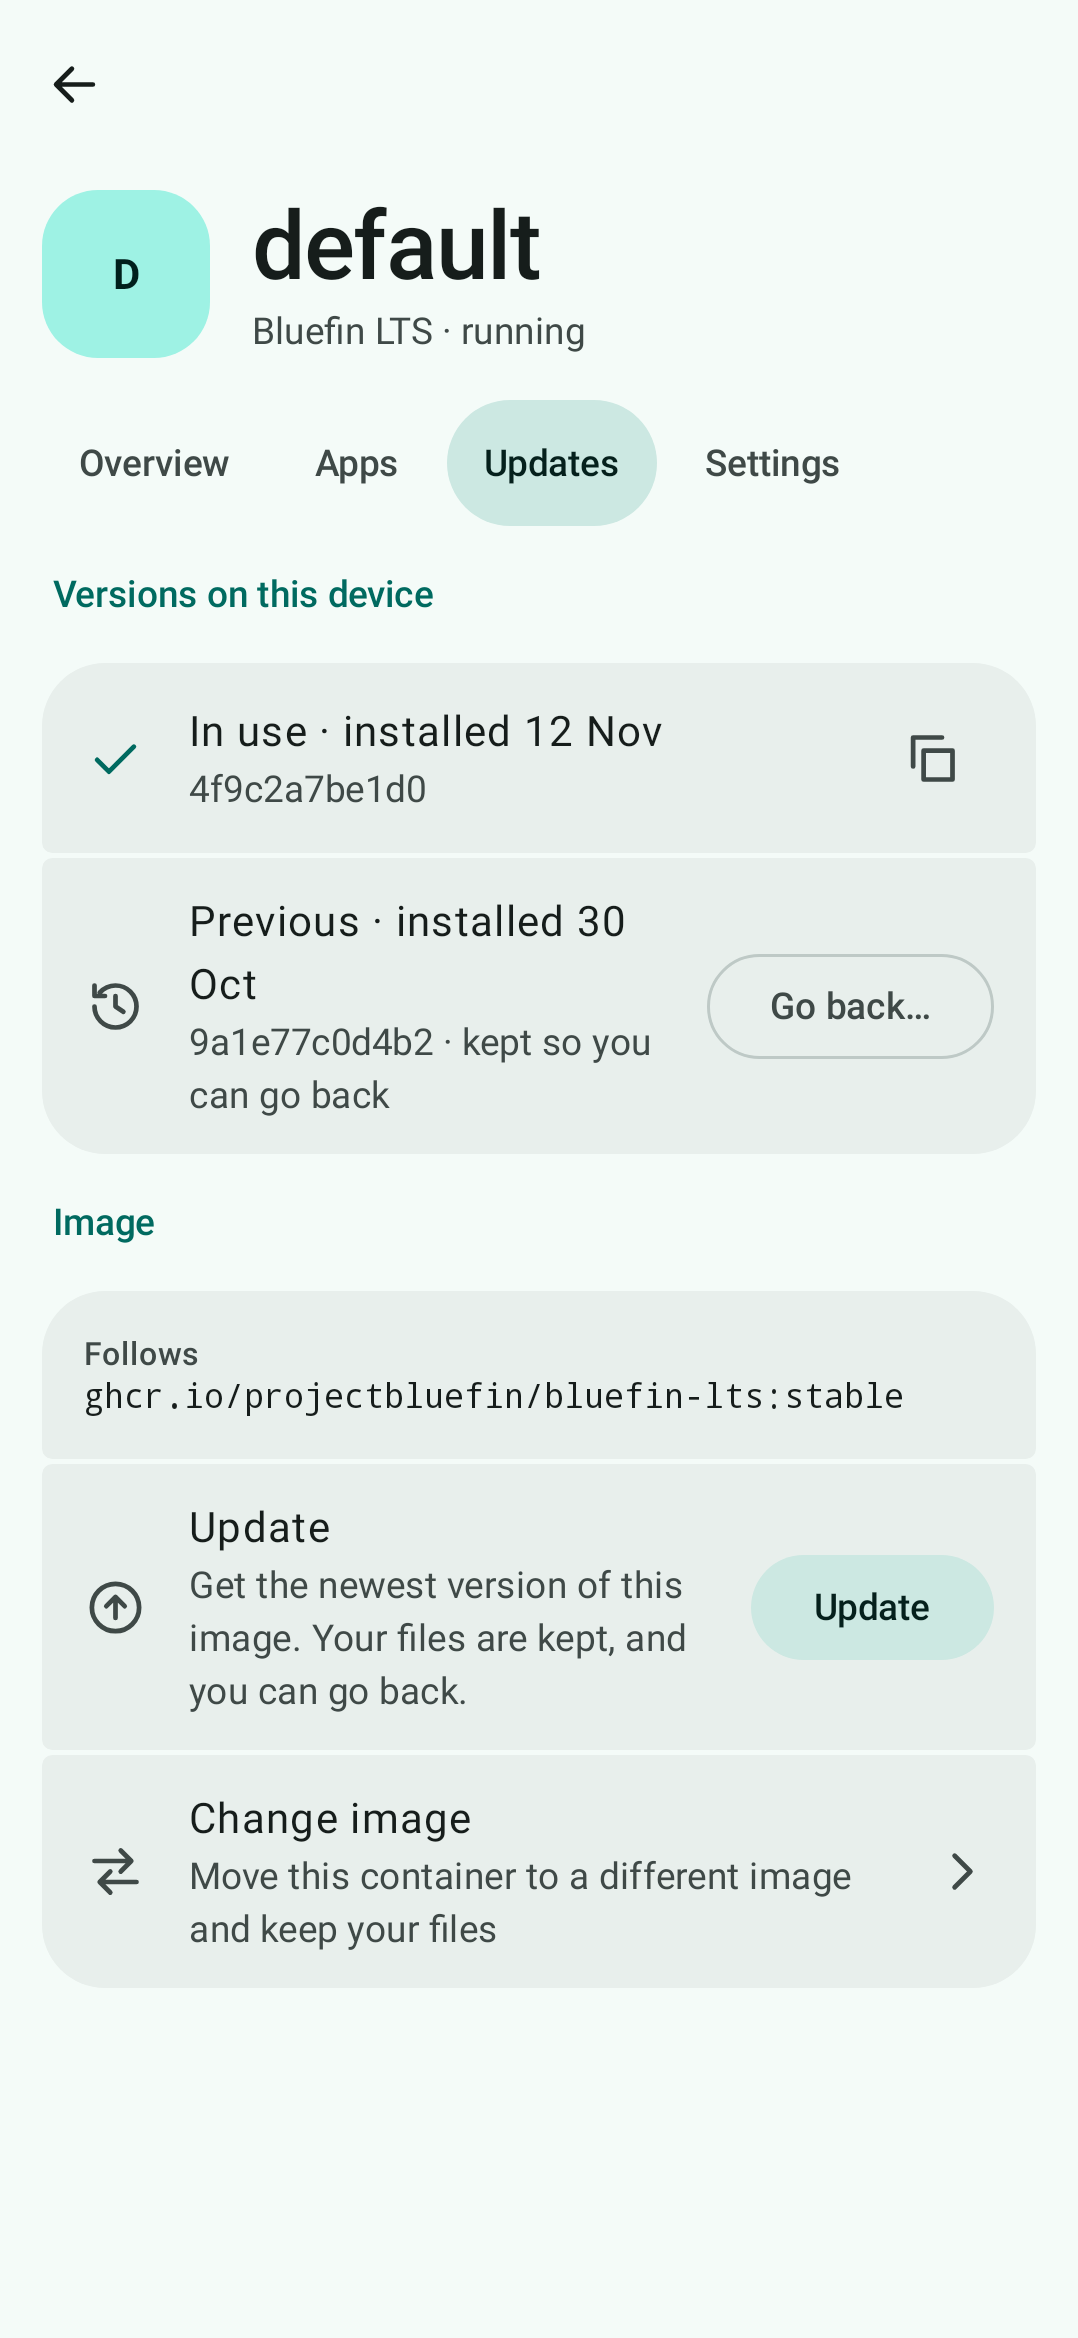 D
default
Bluefin LTS · running
Overview
Apps
Updates
Settings
Versions on this device
In use · installed 12 Nov
4f9c2a7be1d0
Previous · installed 30
Oct
9a1e77c0d4b2 · kept so you
can go back
Go back…
Image
Follows
ghcr.io/projectbluefin/bluefin-lts:stable
Update
Get the newest version of this
image. Your files are kept, and
you can go back.
Update
Change image
Move this container to a different image
and keep your files